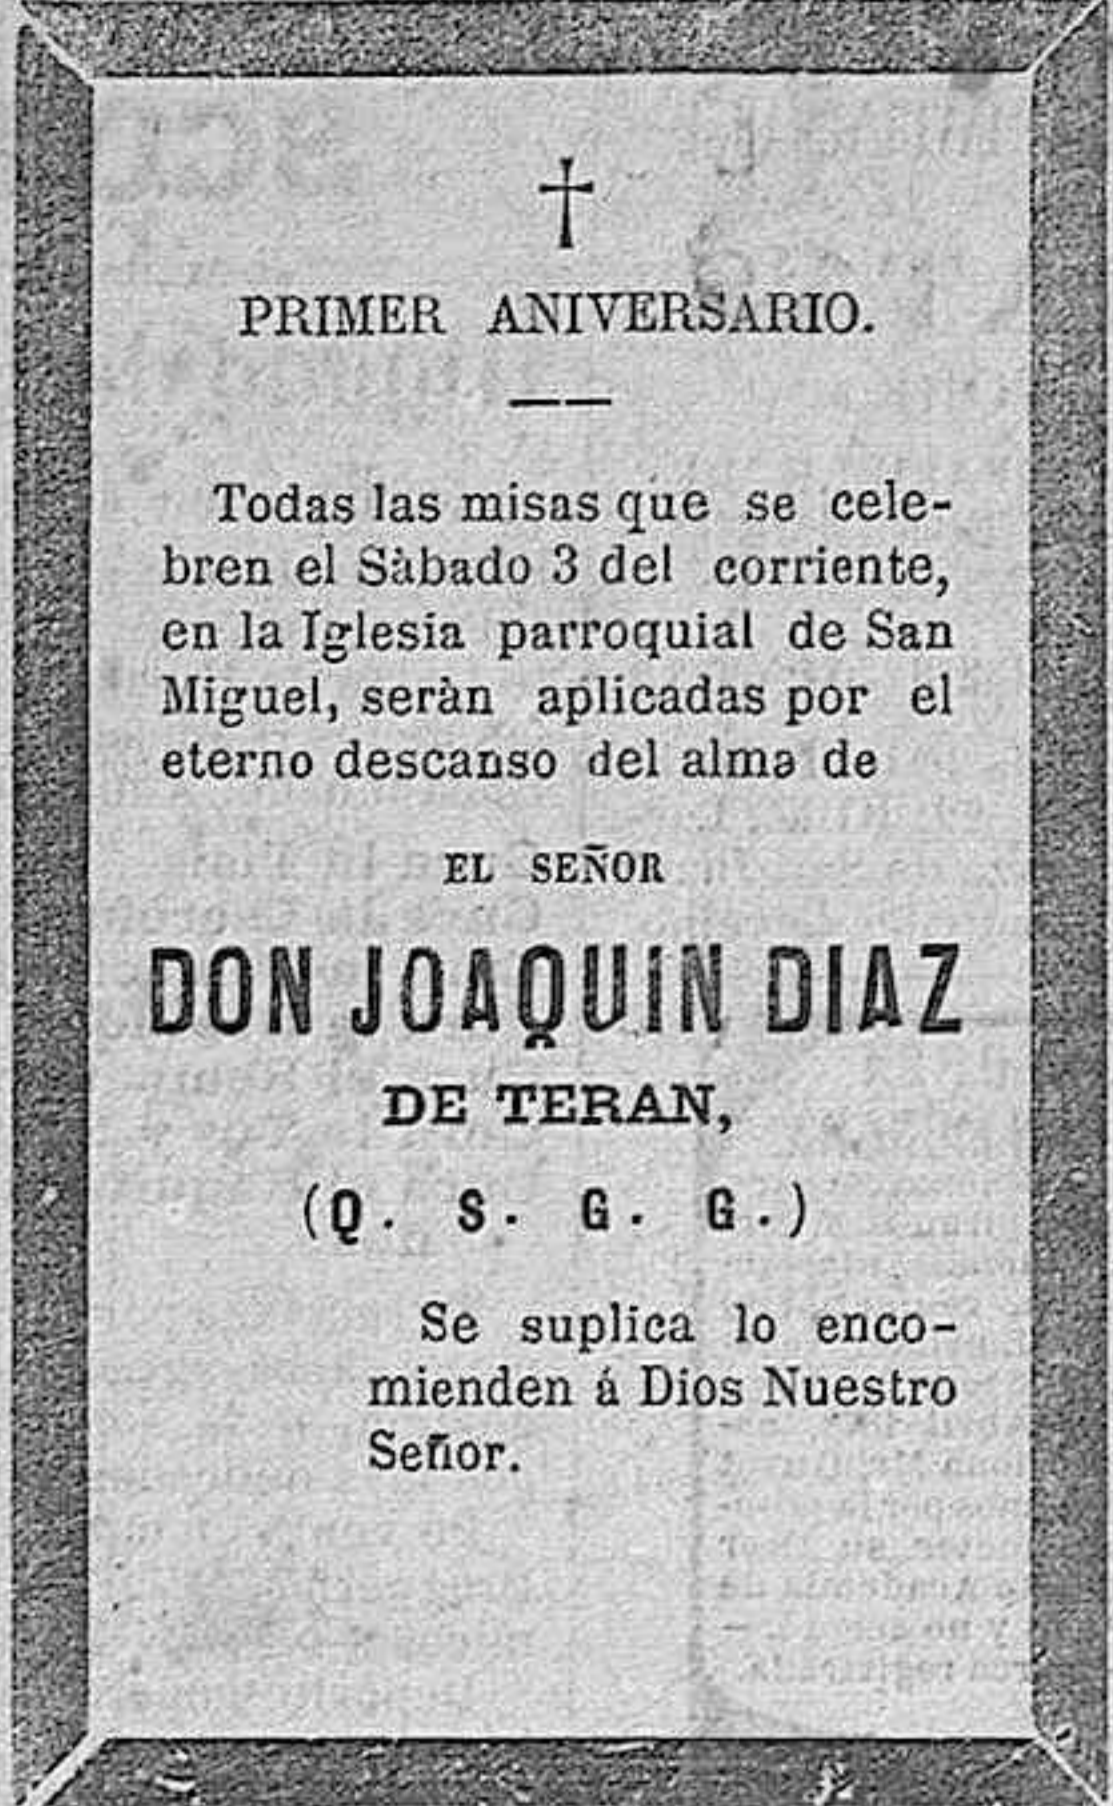 PRIMER ANIVERSARIO.
Todas las misas que se cele-
bren el Sàbado 3 del corriente,
en la Iglesia parroquial de San
Miguel, seràn aplicadas por el
eterno descanso del alma de
EL SEÑOR
DON JOAQUIN DIAZ
DE TERAN,
(Q. S. G. G.)
Se suplica lo enco-
mienden á Dios Nuestro
Señor.